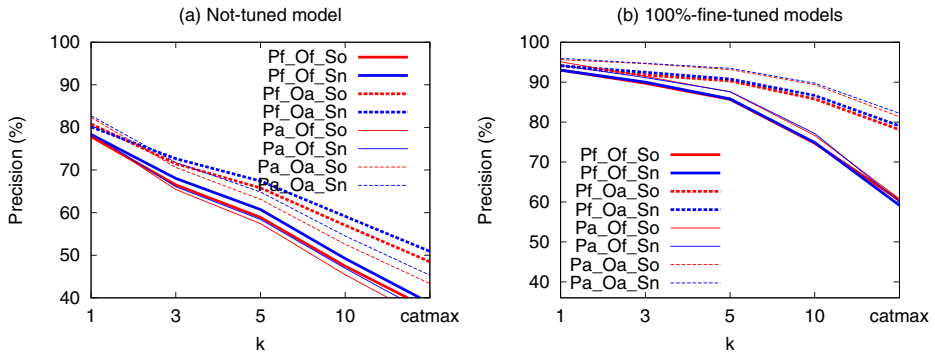 (a) Not-tuned model
Precision (%)
100
90
80
70
60
50
40
1 3 5 10 catmax
k
Pf_Of_So
Pf_Of_Sn
Pf_Oa_So
Pf_Oa_Sn
Pa_Of_So
Pa_Of_Sn
Pa_Oa_So
Pa_Oa_Sn
(b) 100%-fine-tuned models
Precision (%)
100
90
80
70
60
50
40
1 3 5 10 catmax
k
Pf_Of_So
Pf_Of_Sn
Pf_Oa_So
Pf_Oa_Sn
Pa_Of_So
Pa_Of_Sn
Pa_Oa_So
Pa_Oa_Sn